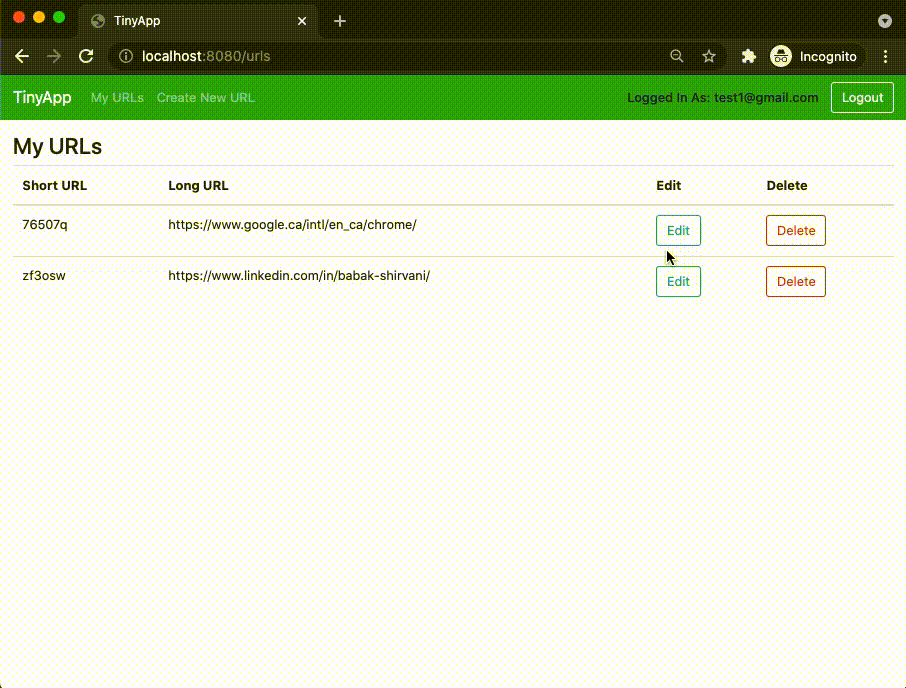 TinyApp
localhost:8080/urls
Incognito
TinyApp My URLs Create New URL Logged In As: test1@gmail.com Logout
My URLs
Short URL Long URL Edit Delete
76507q https://www.google.ca/intl/en_ca/chrome/ Edit Delete
zf3osw https://www.linkedin.com/in/babak-shirvani/ Edit Delete